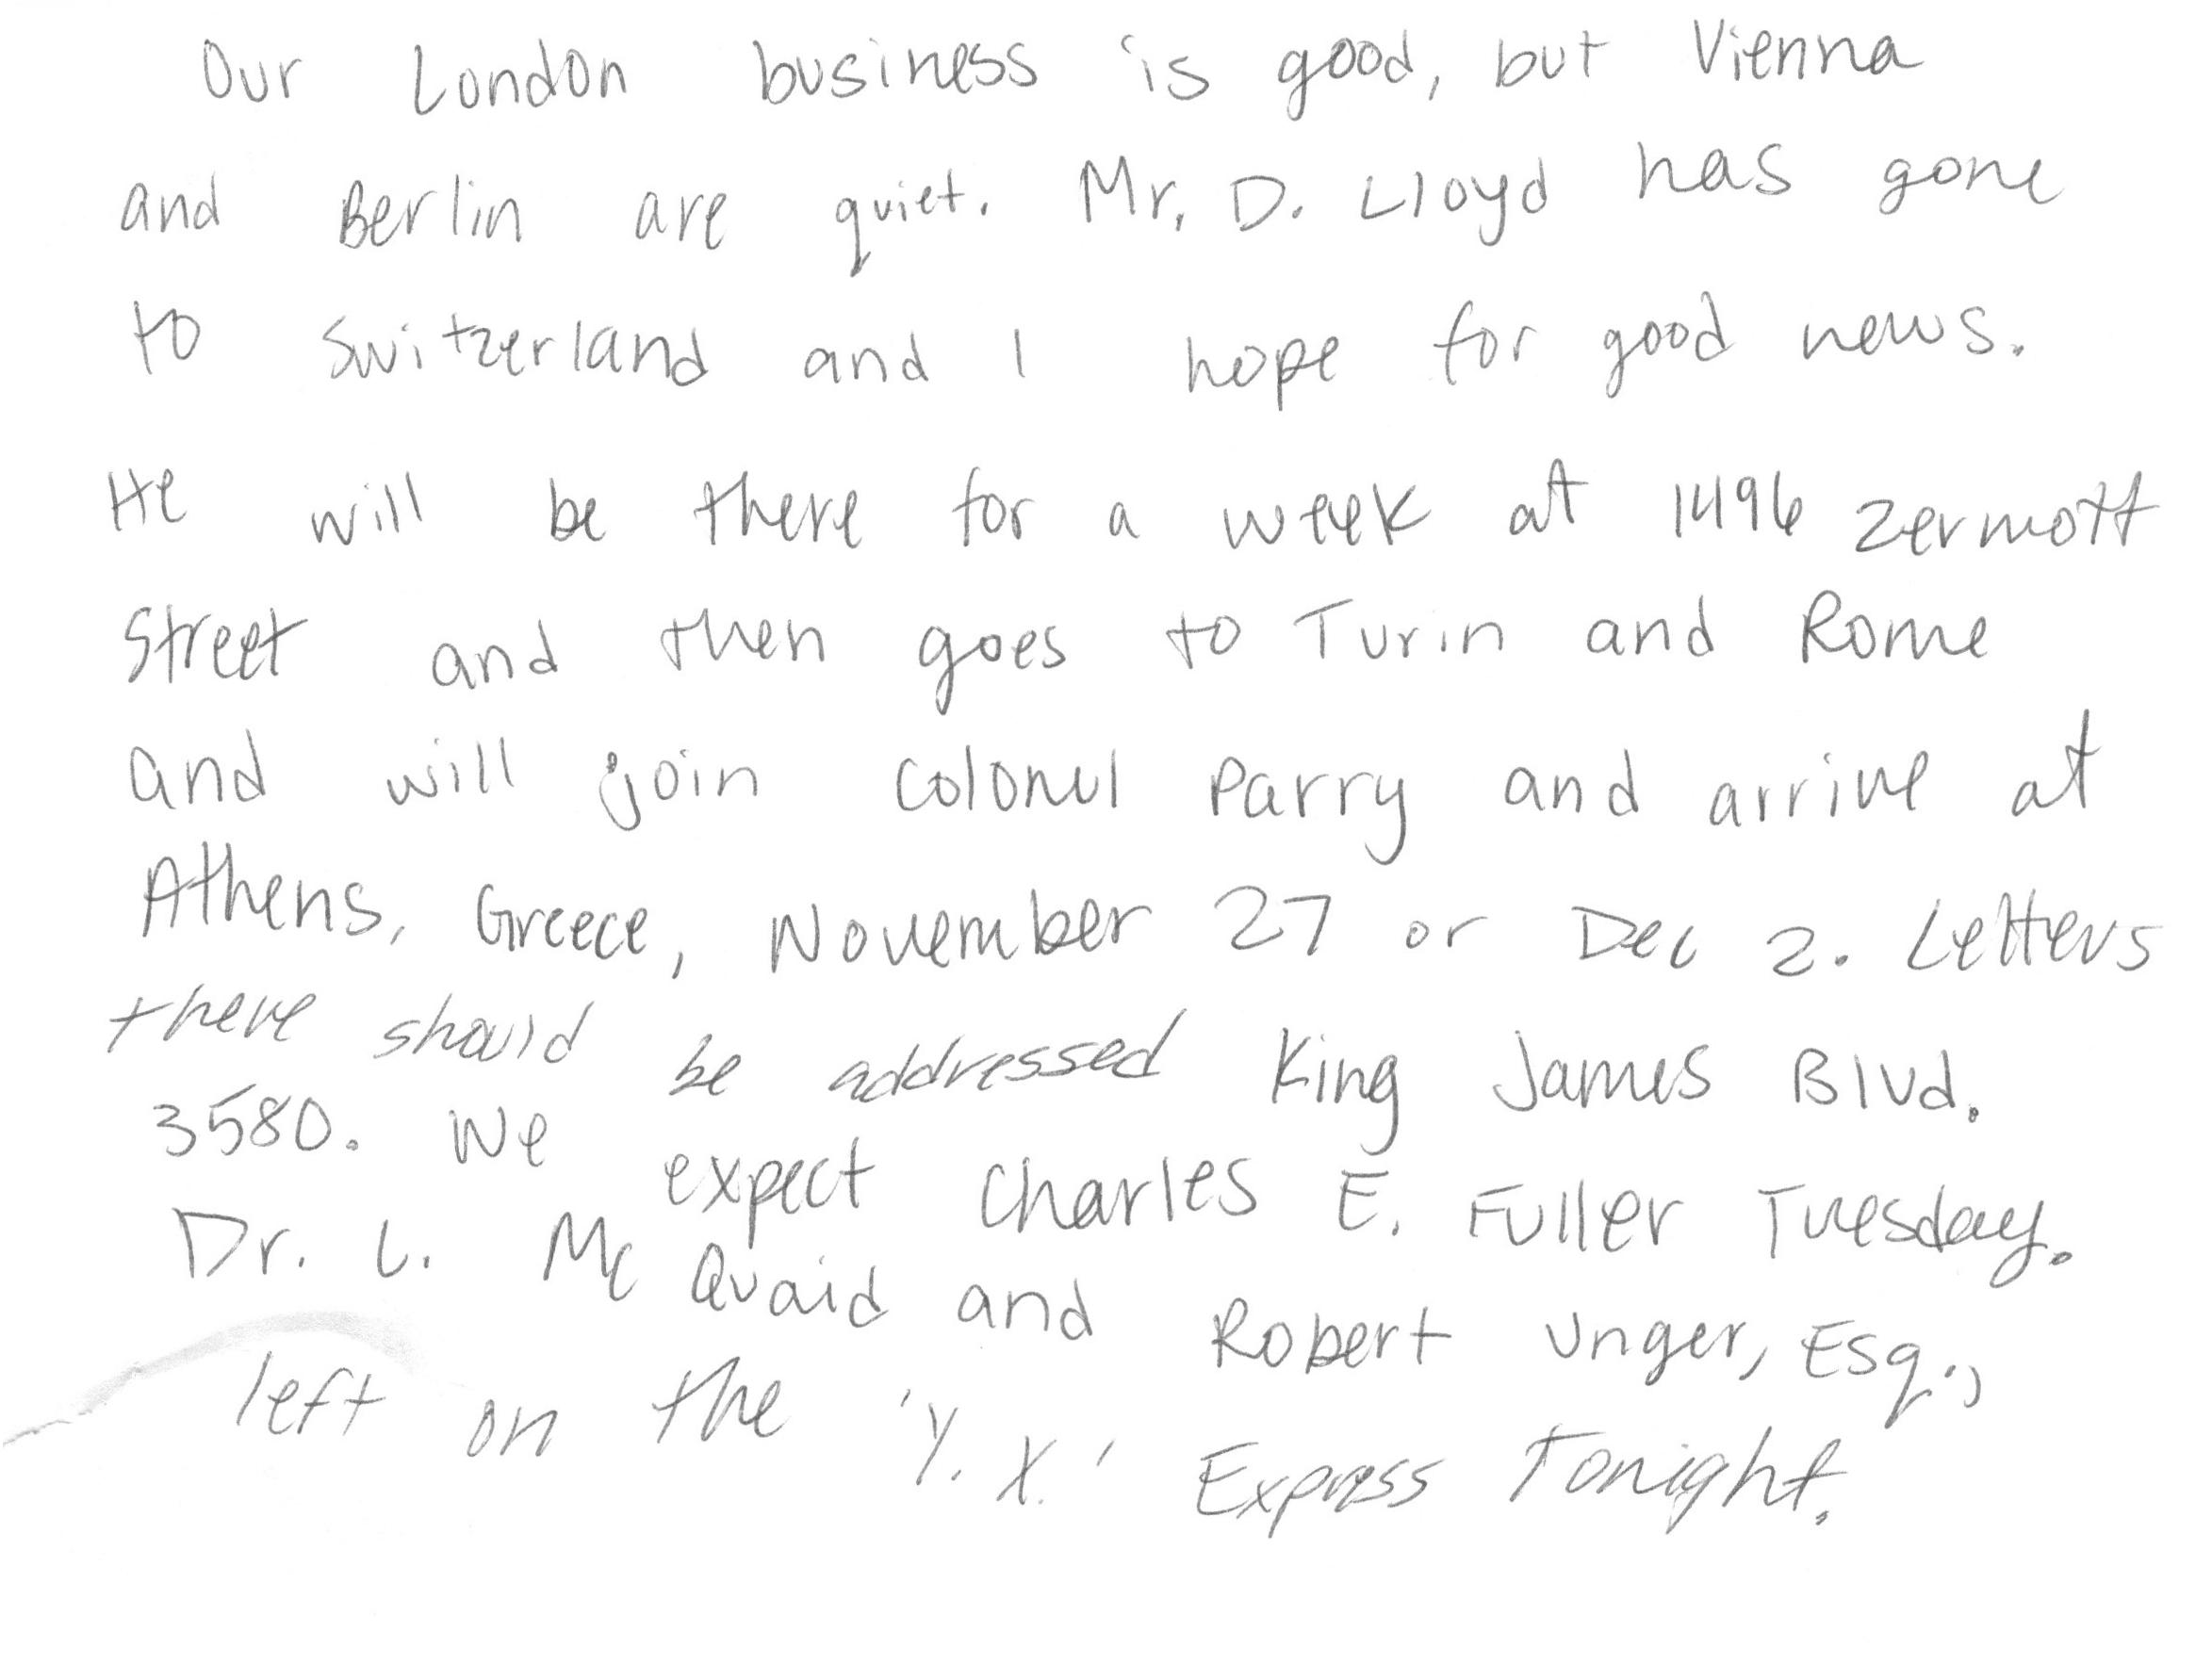 Our London business is good, but Vienna
and Berlin are quiet. Mr. D. Lloyd has gone
to Switzerland and I hope for good news.
He will be there for a week at 1496 Zermott
Street and then goes to Turin and Rome
and will join Colonel Parry and arrive at
Athens, Greece, November 27 or Dec 2. Letters
there should be addressed King James Blvd.
3580. We expect Charles E. Fuller Tuesday.
Dr. L. McQuaid and Robert Unger, Esq.,
left on the 'Y. X.' Express Tonight.